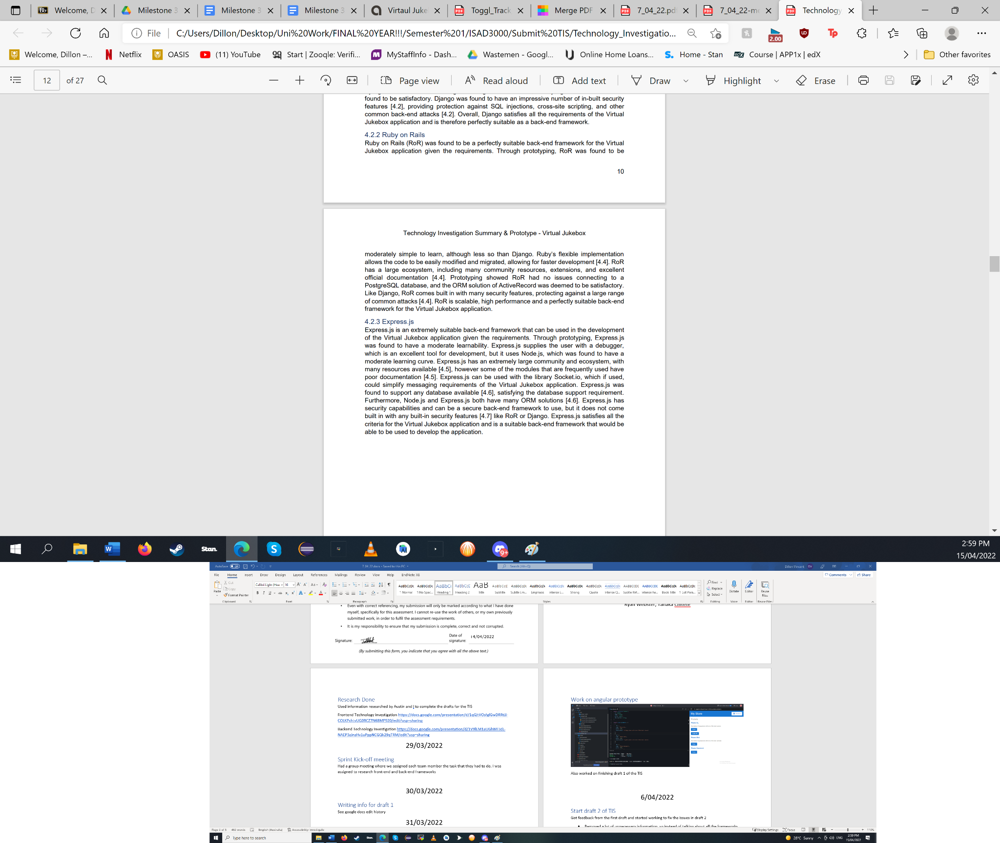 Welcome, D
Milestone 3
Milestone 3
Milestone 3
Virtaul Juke
Toggl_Track
Merge PDF
7_04_22.pd
7_04_22-me
Technology
File
C:/Users/Dillon/Desktop/Uni%20Work/FINAL%20YEAR!!!/Semester%201/ISAD3000/Submit%20TIS/Technology_Investigatio...
2.00
Welcome, Dillon –...
Netflix
OASIS
(11) YouTube
Start | Zooqle: Verifi...
MyStaffInfo - Dash...
Wastemen - Googl...
Online Home Loans...
Home - Stan
Course | APP1x | edX
Other favorites
12 of 27
Page view
Read aloud
Add text
Draw
Highlight
Erase
found to be satisfactory. Django was found to have an impressive number of in-built security
features [4.2], providing protection against SQL injections, cross-site scripting, and other
common back-end attacks [4.2]. Overall, Django satisfies all the requirements of the Virtual
Jukebox application and is therefore perfectly suitable as a back-end framework.
4.2.2 Ruby on Rails
Ruby on Rails (RoR) was found to be a perfectly suitable back-end framework for the Virtual
Jukebox application given the requirements. Through prototyping, RoR was found to be
10
Technology Investigation Summary & Prototype - Virtual Jukebox
moderately simple to learn, although less so than Django. Ruby's flexible implementation
allows the code to be easily modified and migrated, allowing for faster development [4.4]. RoR
has a large ecosystem, including many community resources, extensions, and excellent
official documentation [4.4]. Prototyping showed RoR had no issues connecting to a
PostgreSQL database, and the ORM solution of ActiveRecord was deemed to be satisfactory.
Like Django, RoR comes built in with many security features, protecting against a large range
of common attacks [4.4]. RoR is scalable, high performance and a perfectly suitable back-end
framework for the Virtual Jukebox application.
4.2.3 Express.js
Express.js is an extremely suitable back-end framework that can be used in the development
of the Virtual Jukebox application given the requirements. Through prototyping, Express.js
was found to have a moderate learnability. Express.js supplies the user with a debugger,
which is an excellent tool for development, but it uses Node.js, which was found to have a
moderate learning curve. Express.js has an extremely large community and ecosystem, with
many resources available [4.5], however some of the modules that are frequently used have
poor documentation [4.5]. Express.js can be used with the library Socket.io, which if used,
could simplify messaging requirements of the Virtual Jukebox application. Express.js was
found to support any database available [4.6], satisfying the database support requirement.
Furthermore, Node.js and Express.js both have many ORM solutions [4.6]. Express.js has
security capabilities and can be a secure back-end framework to use, but it does not come
built in with any built-in security features [4.7] like RoR or Django. Express.js satisfies all the
criteria for the Virtual Jukebox application and is a suitable back-end framework that would be
able to be used to develop the application.
Stan.
9+
2:59 PM
15/04/2022
AutoSave Off
7 04 22.docx - Saved to this PC
Search (Alt+Q)
Dillon Vincent DV
File Home Insert Draw Design Layout References Mailings Review View Help EndNote X8
Comments Share
Paste Cut Copy Format Painter
Calibri Light (Hea 16
Normal No Spac... Heading 1 Heading 2 Title Subtitle Subtle Em... Emphasis Intense E... Strong Quote Intense Q... Subtle Ref... Intense Re... Book Title List Para...
Find Replace Select Dictate Editor Reuse Files
Clipboard Font Paragraph Styles Editing Voice Editor Reuse Files
Even with correct referencing, my submission will only be marked according to what I have done
myself, specifically for this assessment. I cannot re-use the work of others, or my own previously
submitted work, in order to fulfil the assessment requirements.
It is my responsibility to ensure that my submission is complete, correct and not corrupted.
Signature:
Date of signature: 14/04/2022
(By submitting this form, you indicate that you agree with all the above text.)
Ryan Webster, Tanaka Chitete
Research Done
Used information researched by Austin and I to complete the drafts for the TIS
Frontend Technology investigation
Backend Technology Investigation
29/03/2022
Sprint Kick-off meeting
Had a group meeting where we assigned each team member the task that they had to do. I was
assigned to research front-end and back-end frameworks
30/03/2022
Writing info for draft 1
See google docs edit history
31/03/2022
Work on angular prototype
My Store
Also worked on finishing draft 1 of the TIS
6/04/2022
Start draft 2 of TIS
Got feedback from the first draft and started working to fix the issues in draft 2
Removed a lot of unnecessary information, so instead of talking about all the frameworks
Page 3 of 5 463 words English (Australia) Accessibility: Investigate
Display Settings Focus 110%
Type here to search
Stan.
28°C Sunny
ENG
2:59 PM
15/04/2022